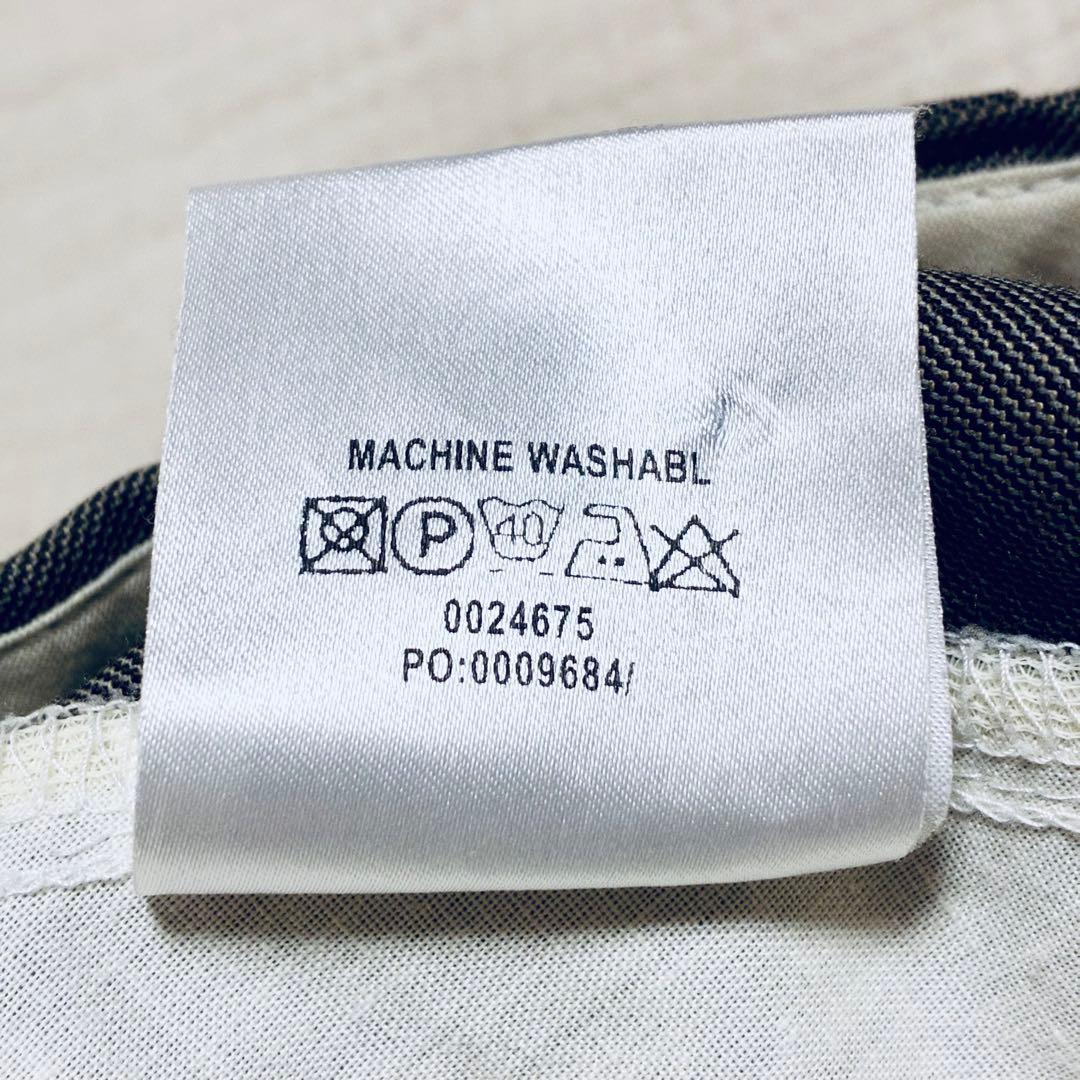 MACHINE WASHABL
P 40
0024675
PO:0009684/